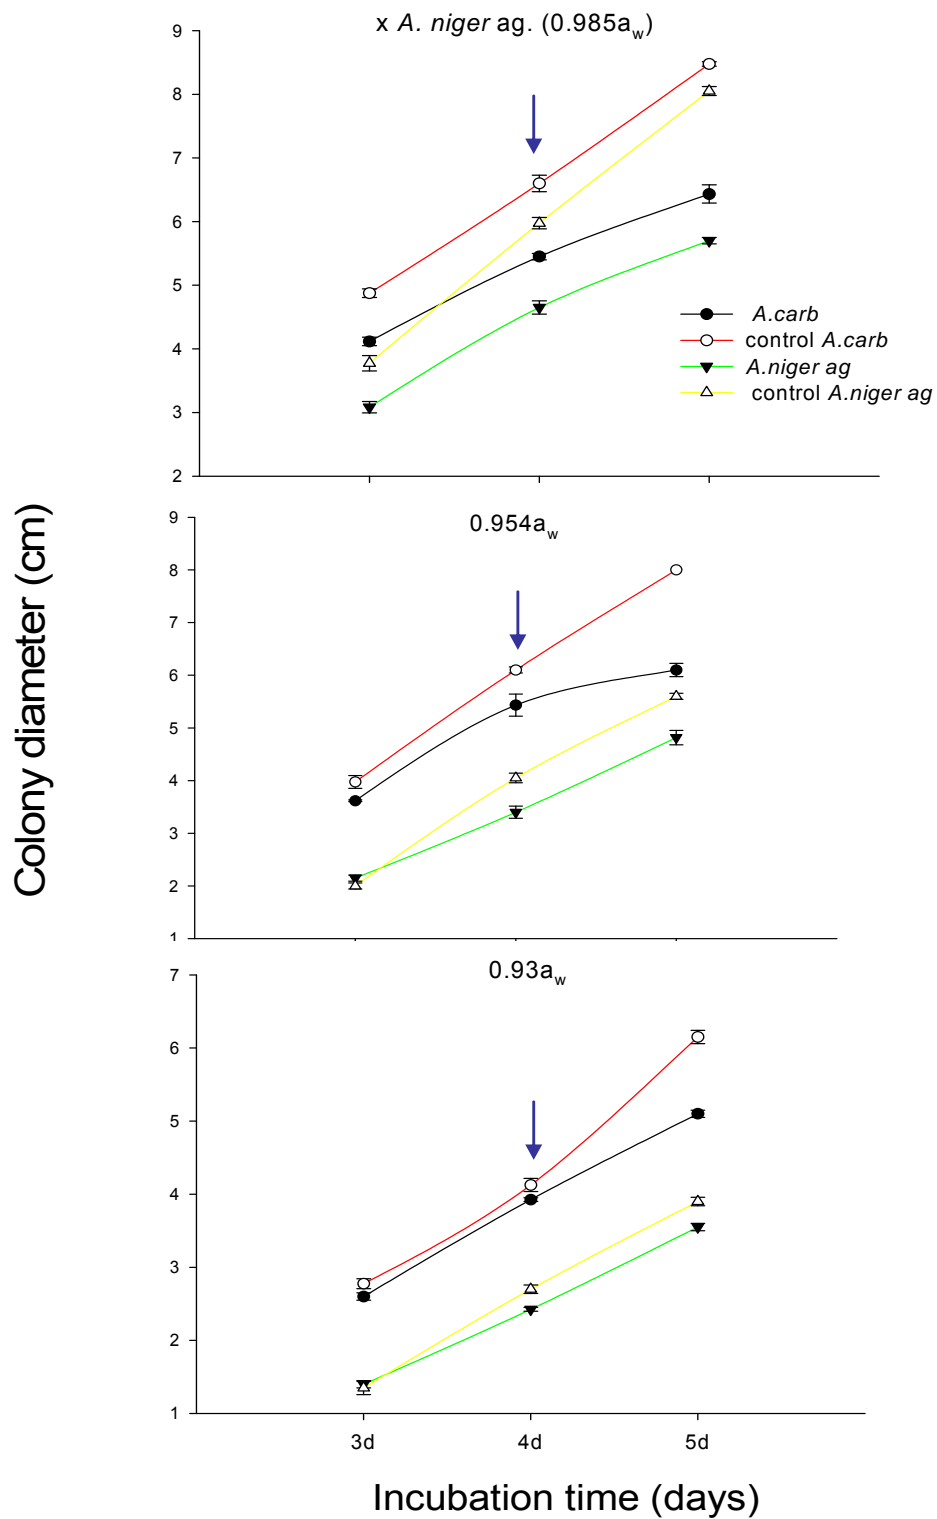 x A. niger ag. (0.985aw)
9
8
7
6
5
4
3
2
A.carb
control A.carb
A.niger ag
control A.niger ag
Colony diameter (cm)
0.954aw
9
8
7
6
5
4
3
2
1
0.93aw
7
6
5
4
3
2
1
3d 4d 5d
Incubation time (days)